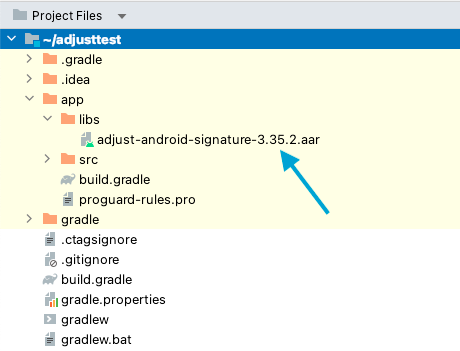 Project Files
~/adjusttest
.gradle
.idea
app
libs
adjust-android-signature-3.35.2.aar
src
build.gradle
proguard-rules.pro
gradle
.ctagsignore
.gitignore
build.gradle
gradle.properties
gradlew
gradlew.bat